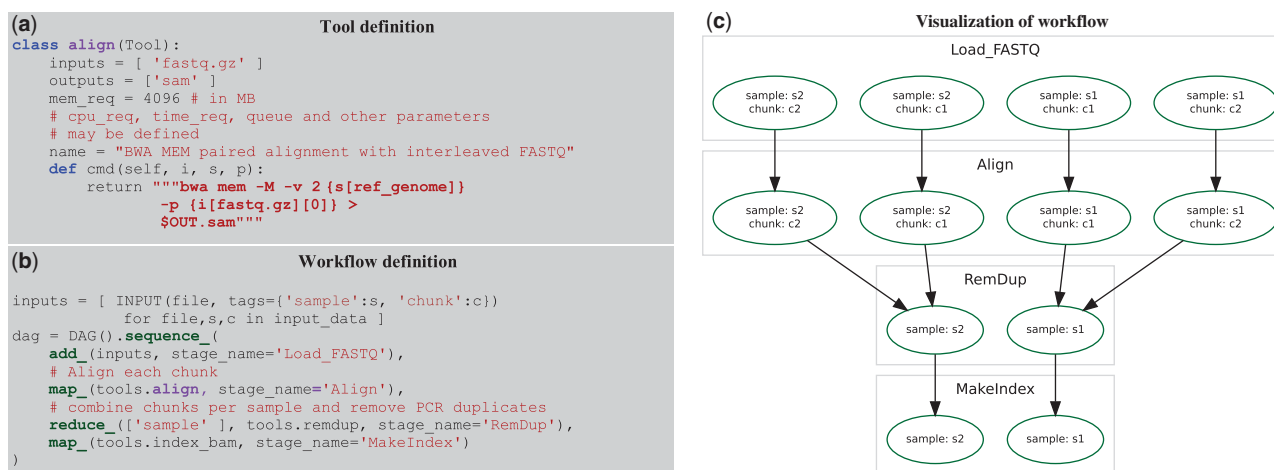 (a)
Tool definition
class align(Tool):
    inputs = [ 'fastq.gz' ]
    outputs = ['sam' ]
    mem_req = 4096 # in MB
    # cpu_req, time_req, queue and other parameters
    # may be defined
    name = "BWA MEM paired alignment with interleaved FASTQ"
    def cmd(self, i, s, p):
        return """bwa mem -M -v 2 {s[ref_genome]}
                -p {i[fastq.gz][0]} >
                $OUT.sam"""
(b)
Workflow definition
inputs = [ INPUT(file, tags={'sample':s, 'chunk':c})
            for file,s,c in input_data ]
dag = DAG().sequence_(
    add_(inputs, stage_name='Load_FASTQ'),
    # Align each chunk
    map_(tools.align, stage_name='Align'),
    # combine chunks per sample and remove PCR duplicates
    reduce_(['sample' ], tools.remdup, stage_name='RemDup'),
    map_(tools.index_bam, stage_name='MakeIndex')
)
(c)
Visualization of workflow
Load_FASTQ
sample: s2
chunk: c2
sample: s2
chunk: c1
sample: s1
chunk: c1
sample: s1
chunk: c2
Align
sample: s2
chunk: c2
sample: s2
chunk: c1
sample: s1
chunk: c1
sample: s1
chunk: c2
RemDup
sample: s2
sample: s1
MakeIndex
sample: s2
sample: s1